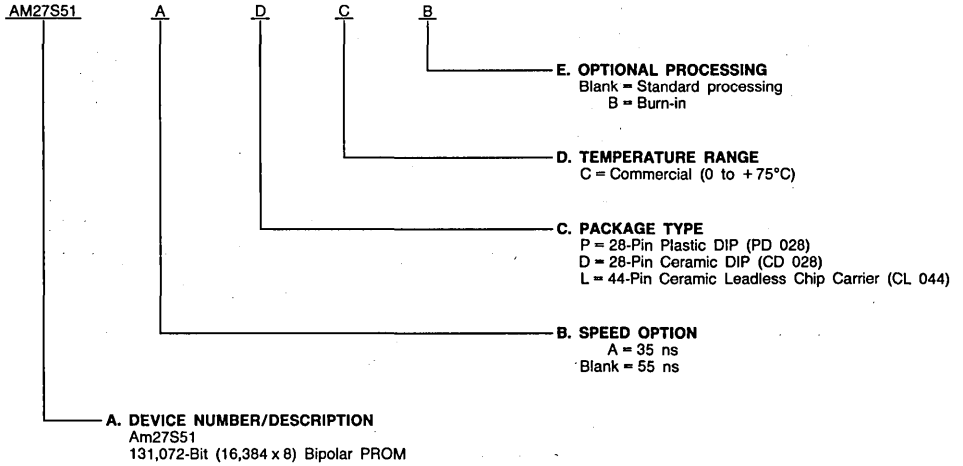 AM27S51 A D C B
E. OPTIONAL PROCESSING
Blank = Standard processing
B = Burn-in
D. TEMPERATURE RANGE
C = Commercial (0 to +75°C)
C. PACKAGE TYPE
P = 28-Pin Plastic DIP (PD 028)
D = 28-Pin Ceramic DIP (CD 028)
L = 44-Pin Ceramic Leadless Chip Carrier (CL 044)
B. SPEED OPTION
A = 35 ns
Blank = 55 ns
A. DEVICE NUMBER/DESCRIPTION
Am27S51
131,072-Bit (16,384 x 8) Bipolar PROM